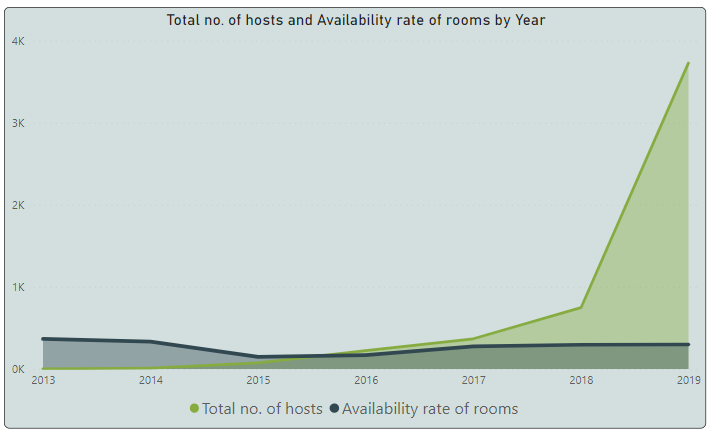 Total no. of hosts and Availability rate of rooms by Year
4K
3K
2K
1K
0K
2013 2014 2015 2016 2017 2018 2019
Total no. of hosts Availability rate of rooms